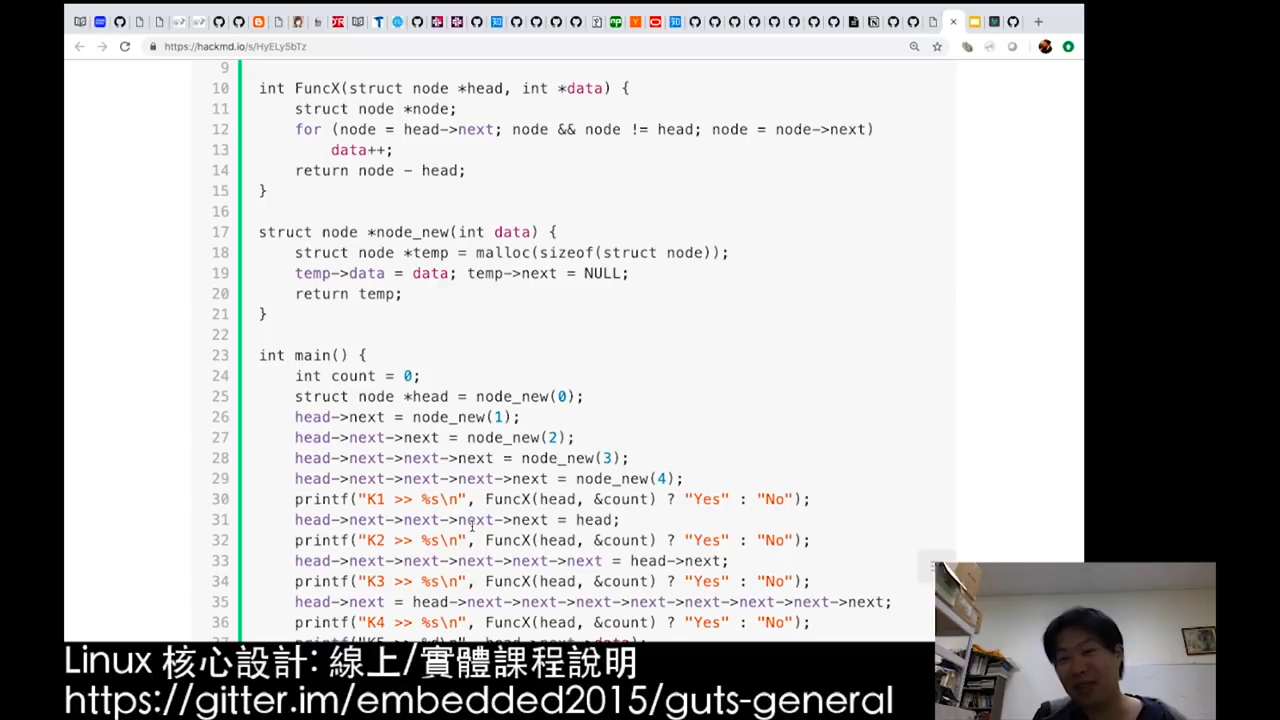 https://hackmd.io/s/HyELy5bTz
9
10 int FuncX(struct node *head, int *data) {
11 struct node *node;
12 for (node = head->next; node && node != head; node = node->next)
13 data++;
14 return node - head;
15 }
16
17 struct node *node_new(int data) {
18 struct node *temp = malloc(sizeof(struct node));
19 temp->data = data; temp->next = NULL;
20 return temp;
21 }
22
23 int main() {
24 int count = 0;
25 struct node *head = node_new(0);
26 head->next = node_new(1);
27 head->next->next = node_new(2);
28 head->next->next->next = node_new(3);
29 head->next->next->next->next = node_new(4);
30 printf("K1 >> %s\n", FuncX(head, &count) ? "Yes" : "No");
31 head->next->next->next->next = head;
32 printf("K2 >> %s\n", FuncX(head, &count) ? "Yes" : "No");
33 head->next->next->next->next->next = head->next;
34 printf("K3 >> %s\n", FuncX(head, &count) ? "Yes" : "No");
35 head->next = head->next->next->next->next->next->next->next->next;
36 printf("K4 >> %s\n", FuncX(head, &count) ? "Yes" : "No");
37 printf("K5 >> %d\n", head->next->data);
Linux 核心設計: 線上/實體課程說明
https://gitter.im/embedded2015/guts-general